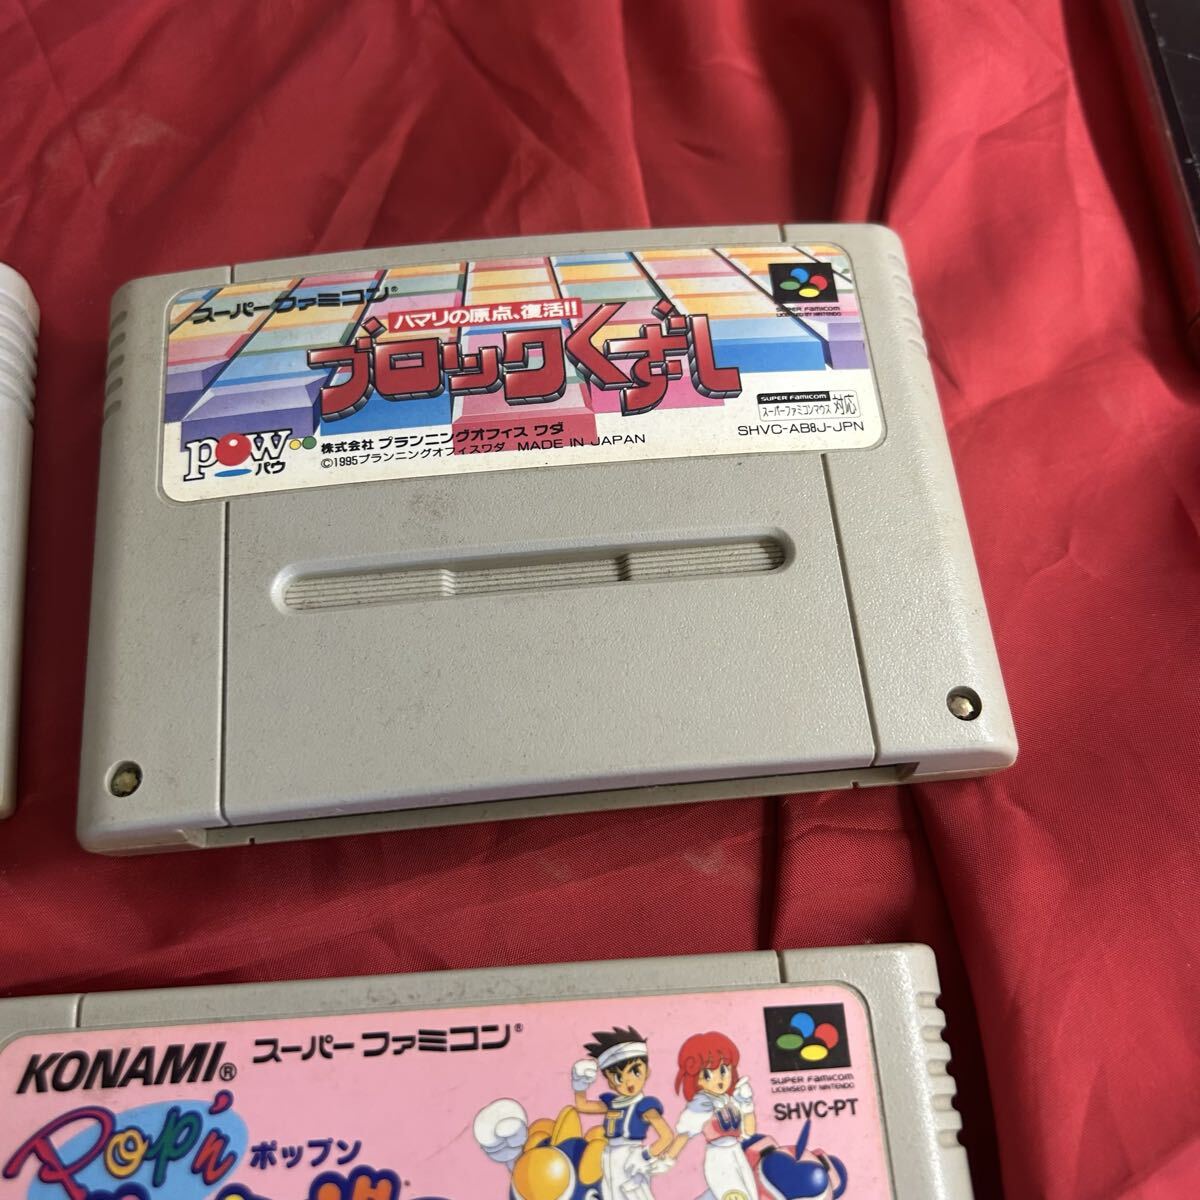 スーパーファミコン®
ハマリの原点、復活!!
ブロックくずし
SUPER FAMICOM
LICENSED BY NINTENDO
SUPER FAMICOM
スーパーファミコンマウス対応
SHVC-AB8J-JPN
pow
パウ
株式会社 プランニングオフィス ワダ
©1995プランニングオフィスワダ MADE IN JAPAN
KONAMI® スーパーファミコン®
SUPER FAMICOM
LICENSED BY NINTENDO
SHVC-PT
Pop'n
ポップン